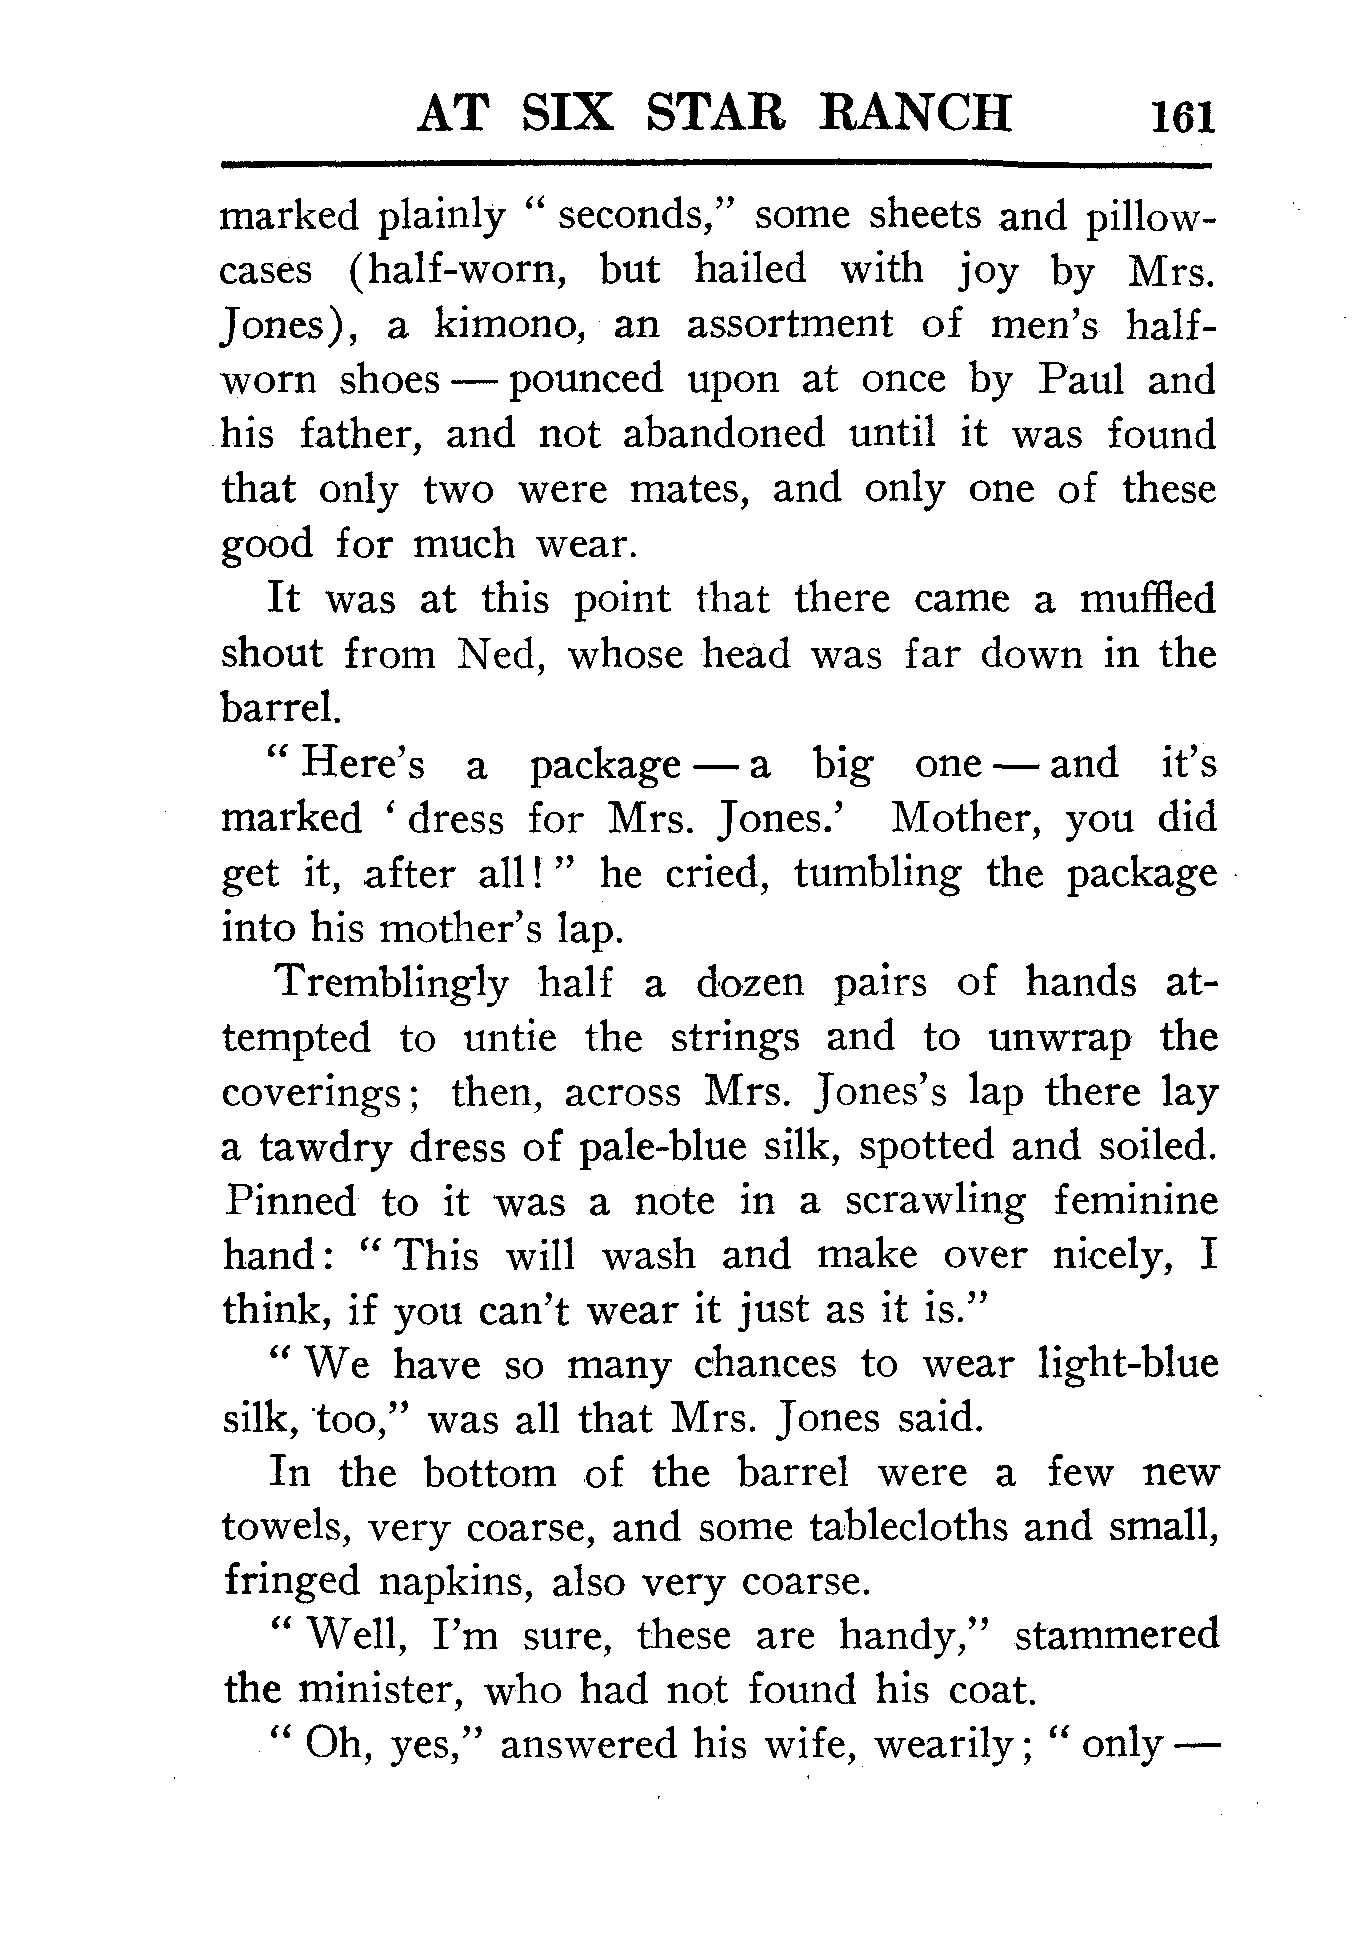 AT SIX STAR RANCH 161
marked plainly “ seconds,” some sheets and pillow-
cases (half-worn, but hailed with joy by Mrs.
Jones), a kimono, an assortment of men’s half-
worn shoes — pounced upon at once by Paul and
his father, and not abandoned until it was found
that only two were mates, and only one of these
good for much wear.
It was at this point that there came a muffled
shout from Ned, whose head was far down in the
barrel.
“ Here’s a package — a big one — and it’s
marked ‘ dress for Mrs. Jones.’ Mother, you did
get it, after all! ” he cried, tumbling the package
into his mother’s lap.
Tremblingly half a dozen pairs of hands at-
tempted to untie the strings and to unwrap the
coverings; then, across Mrs. Jones’s lap there lay
a tawdry dress of pale-blue silk, spotted and soiled.
Pinned to it was a note in a scrawling feminine
hand: “ This will wash and make over nicely, I
think, if you can’t wear it just as it is.”
“ We have so many chances to wear light-blue
silk, too,” was all that Mrs. Jones said.
In the bottom of the barrel were a few new
towels, very coarse, and some tablecloths and small,
fringed napkins, also very coarse.
“ Well, I’m sure, these are handy,” stammered
the minister, who had not found his coat.
“ Oh, yes,” answered his wife, wearily; “ only —